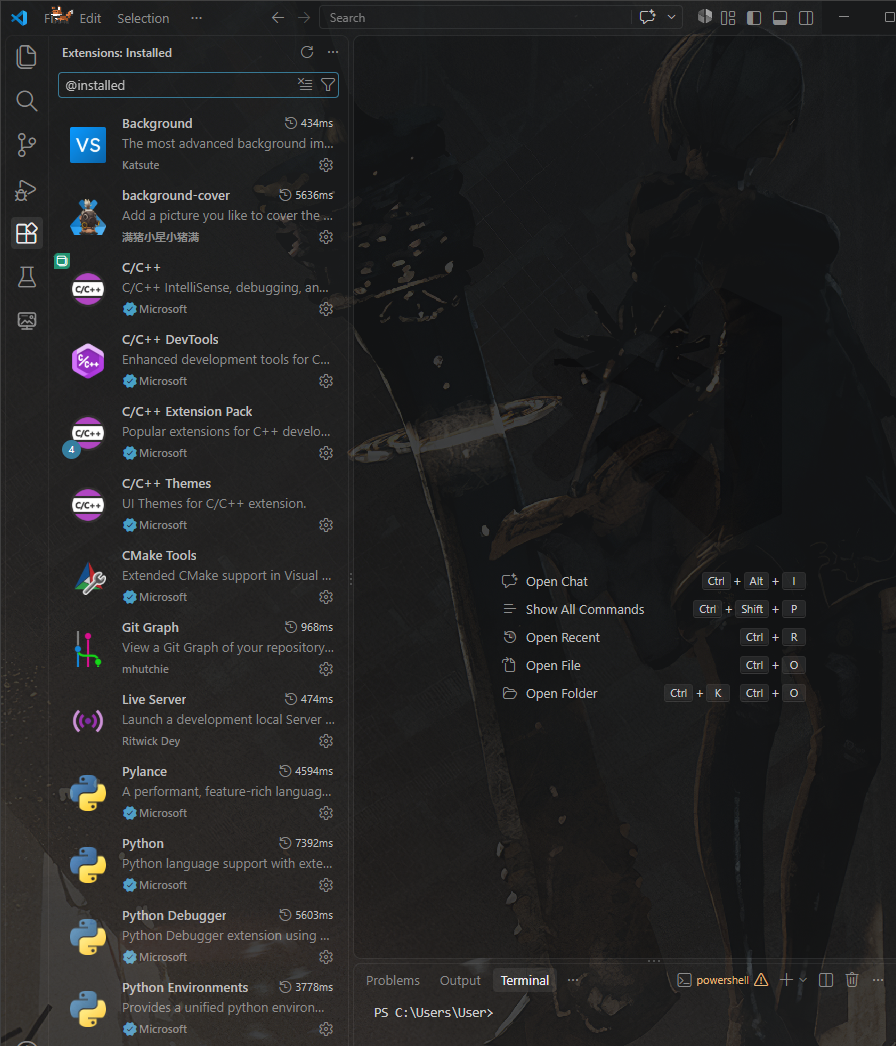 File Edit Selection ···
Search
Extensions: Installed
@installed
Background 434ms
The most advanced background im...
Katsute
background-cover 5636ms
Add a picture you like to cover the ...
满猪小星小猪满
C/C++
C/C++
C/C++ IntelliSense, debugging, an...
Microsoft
C/C++ DevTools
C/C++
Enhanced development tools for C...
Microsoft
C/C++ Extension Pack
C/C++
Popular extensions for C++ develo...
4
Microsoft
C/C++ Themes
C/C++
UI Themes for C/C++ extension.
Microsoft
CMake Tools
Extended CMake support in Visual ...
Microsoft
Git Graph 968ms
View a Git Graph of your repository...
mhutchie
Live Server 474ms
Launch a development local Server ...
Ritwick Dey
Pylance 4594ms
A performant, feature-rich languag...
Microsoft
Python 7392ms
Python language support with exte...
Microsoft
Python Debugger 5603ms
Python Debugger extension using ...
Microsoft
Python Environments 3778ms
Provides a unified python environ...
Microsoft
VS
Open Chat Ctrl + Alt + I
Show All Commands Ctrl + Shift + P
Open Recent Ctrl + R
Open File Ctrl + O
Open Folder Ctrl + K Ctrl + O
Problems Output Terminal ··· powershell
PS C:\Users\User>